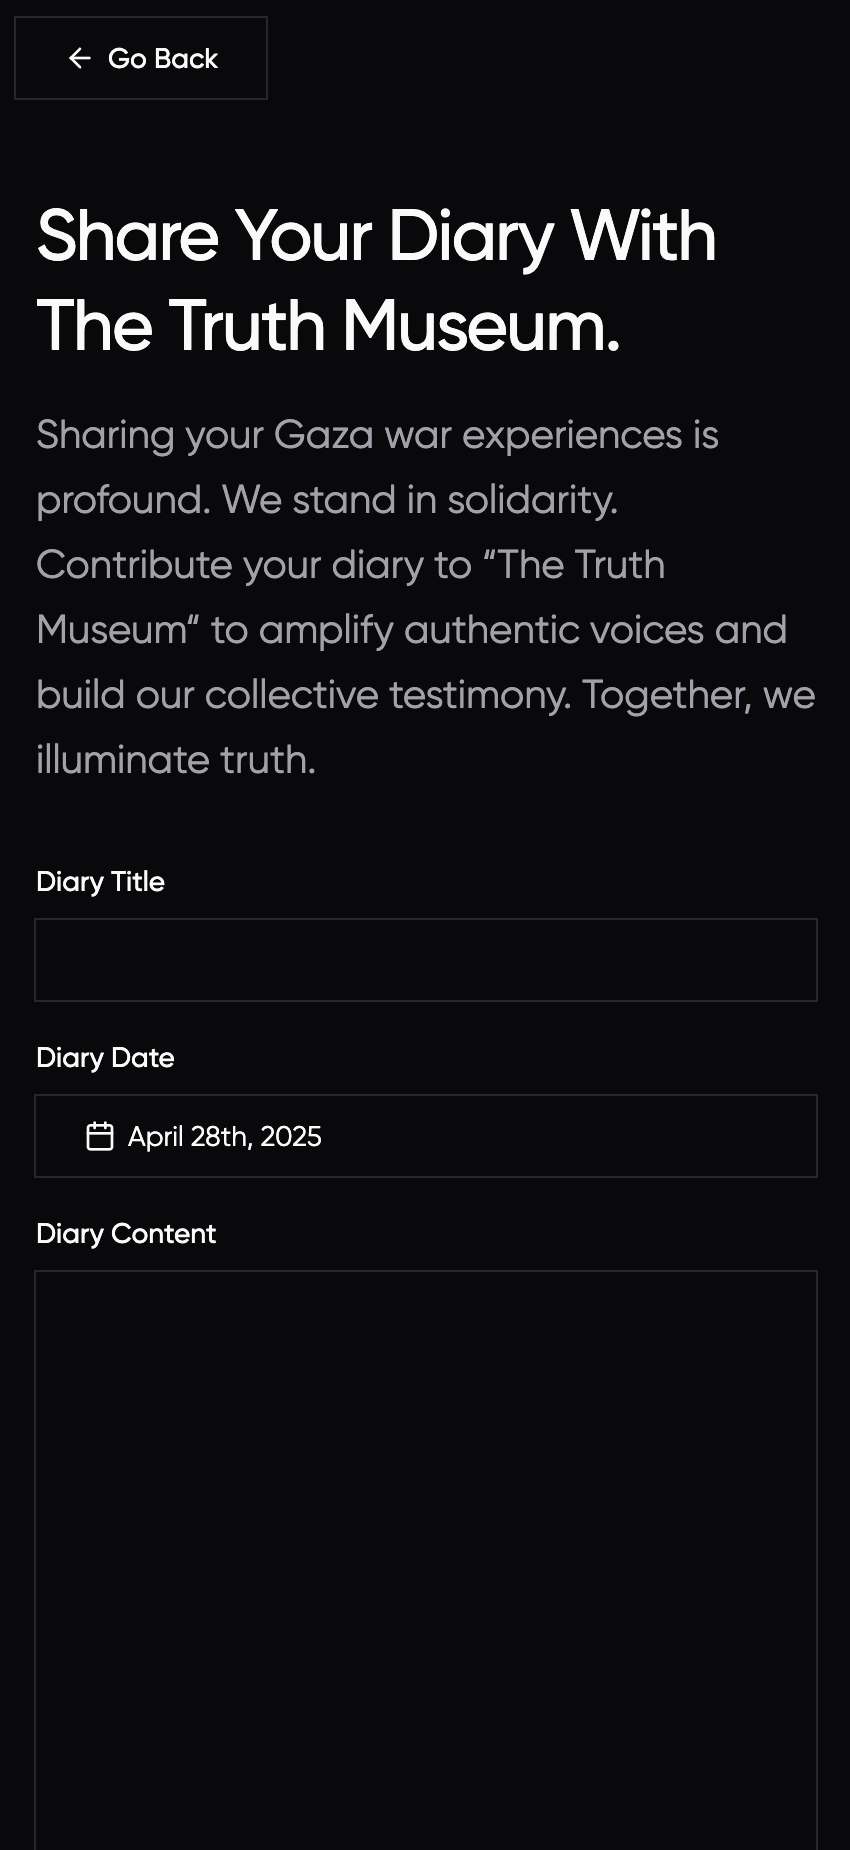 Go Back
Share Your Diary With
The Truth Museum.
Sharing your Gaza war experiences is
profound. We stand in solidarity.
Contribute your diary to “The Truth
Museum“ to amplify authentic voices and
build our collective testimony. Together, we
illuminate truth.
Diary Title
Diary Date
April 28th, 2025
Diary Content